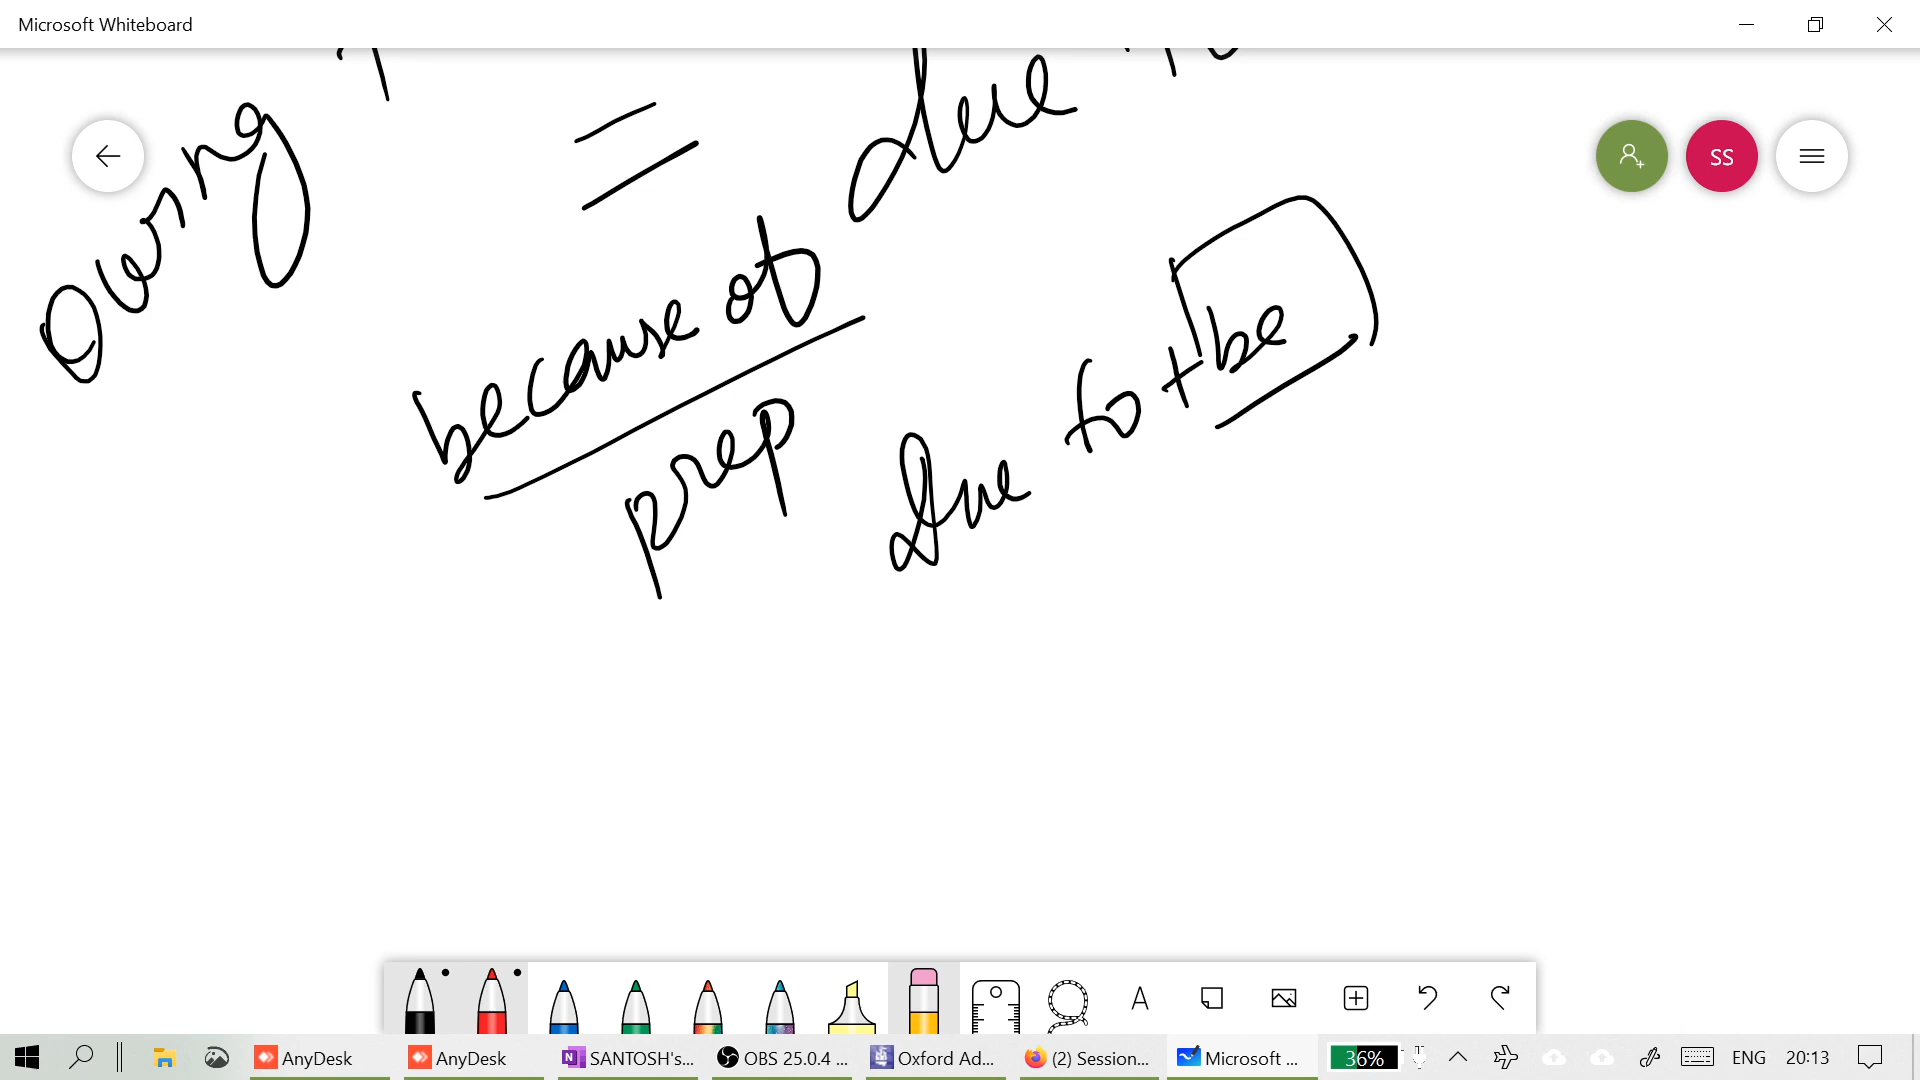 Microsoft Whiteboard
owing
=
due to
SS
because of
prep
Due to + be
A
AnyDesk
AnyDesk
SANTOSH's...
OBS 25.0.4 ...
Oxford Ad...
(2) Session...
Microsoft ...
36%
ENG
20:13